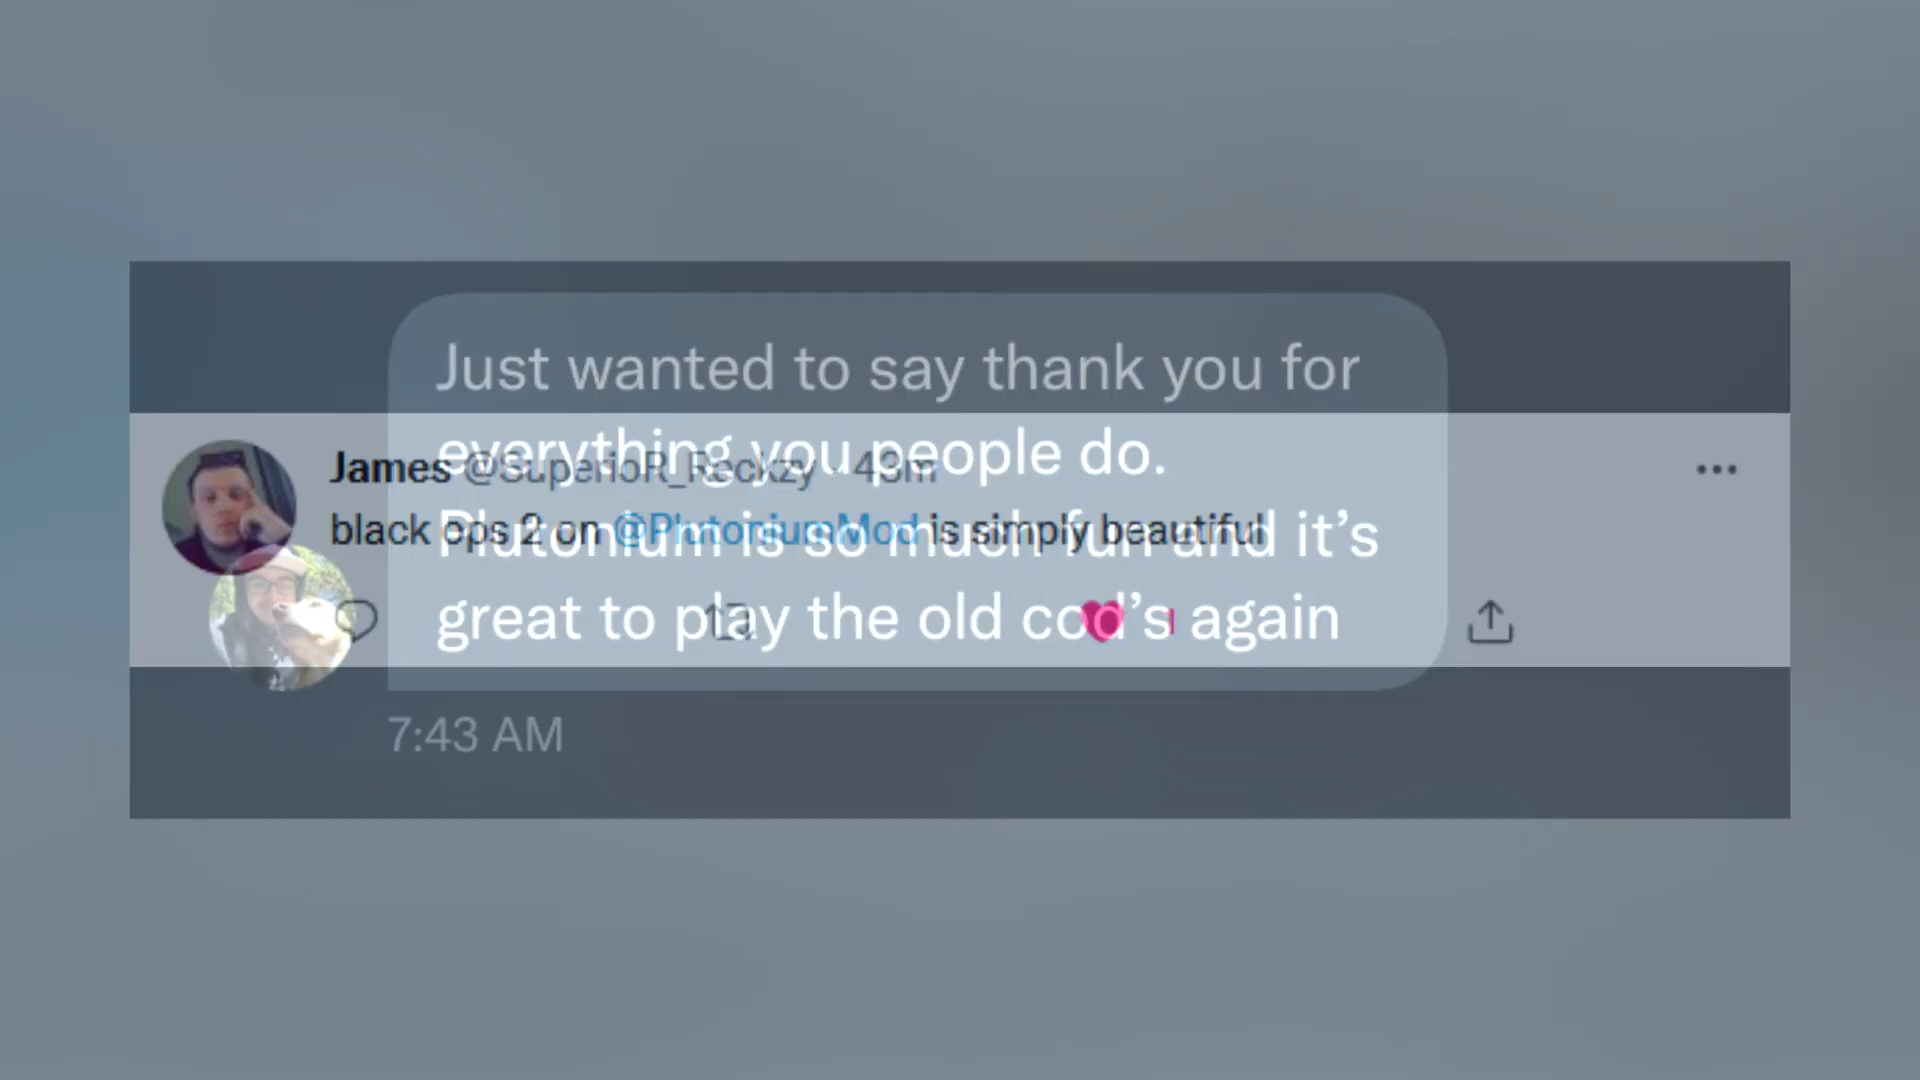 Just wanted to say thank you for
everything you people do.
Plutonium is so much fun and it’s
great to play the old cod’s again
7:43 AM
James @SuperioR_Reckzy · 43m
black ops 2 on @PlutoniumMod is simply beautiful
1